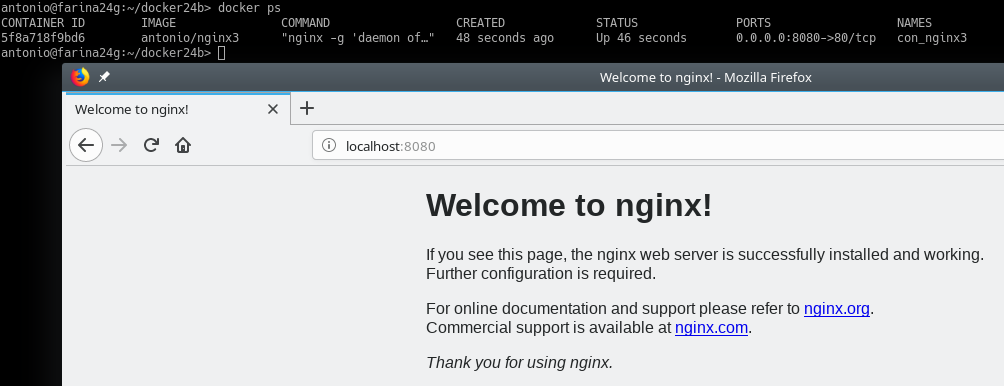 antonio@farina24g:~/docker24b> docker ps
CONTAINER ID IMAGE COMMAND CREATED STATUS PORTS NAMES
5f8a718f9bd6 antonio/nginx3 "nginx -g 'daemon of…" 48 seconds ago Up 46 seconds 0.0.0.0:8080->80/tcp con_nginx3
antonio@farina24g:~/docker24b>
Welcome to nginx! - Mozilla Firefox
Welcome to nginx!
localhost:8080
Welcome to nginx!
If you see this page, the nginx web server is successfully installed and working.
Further configuration is required.
For online documentation and support please refer to nginx.org.
Commercial support is available at nginx.com.
Thank you for using nginx.